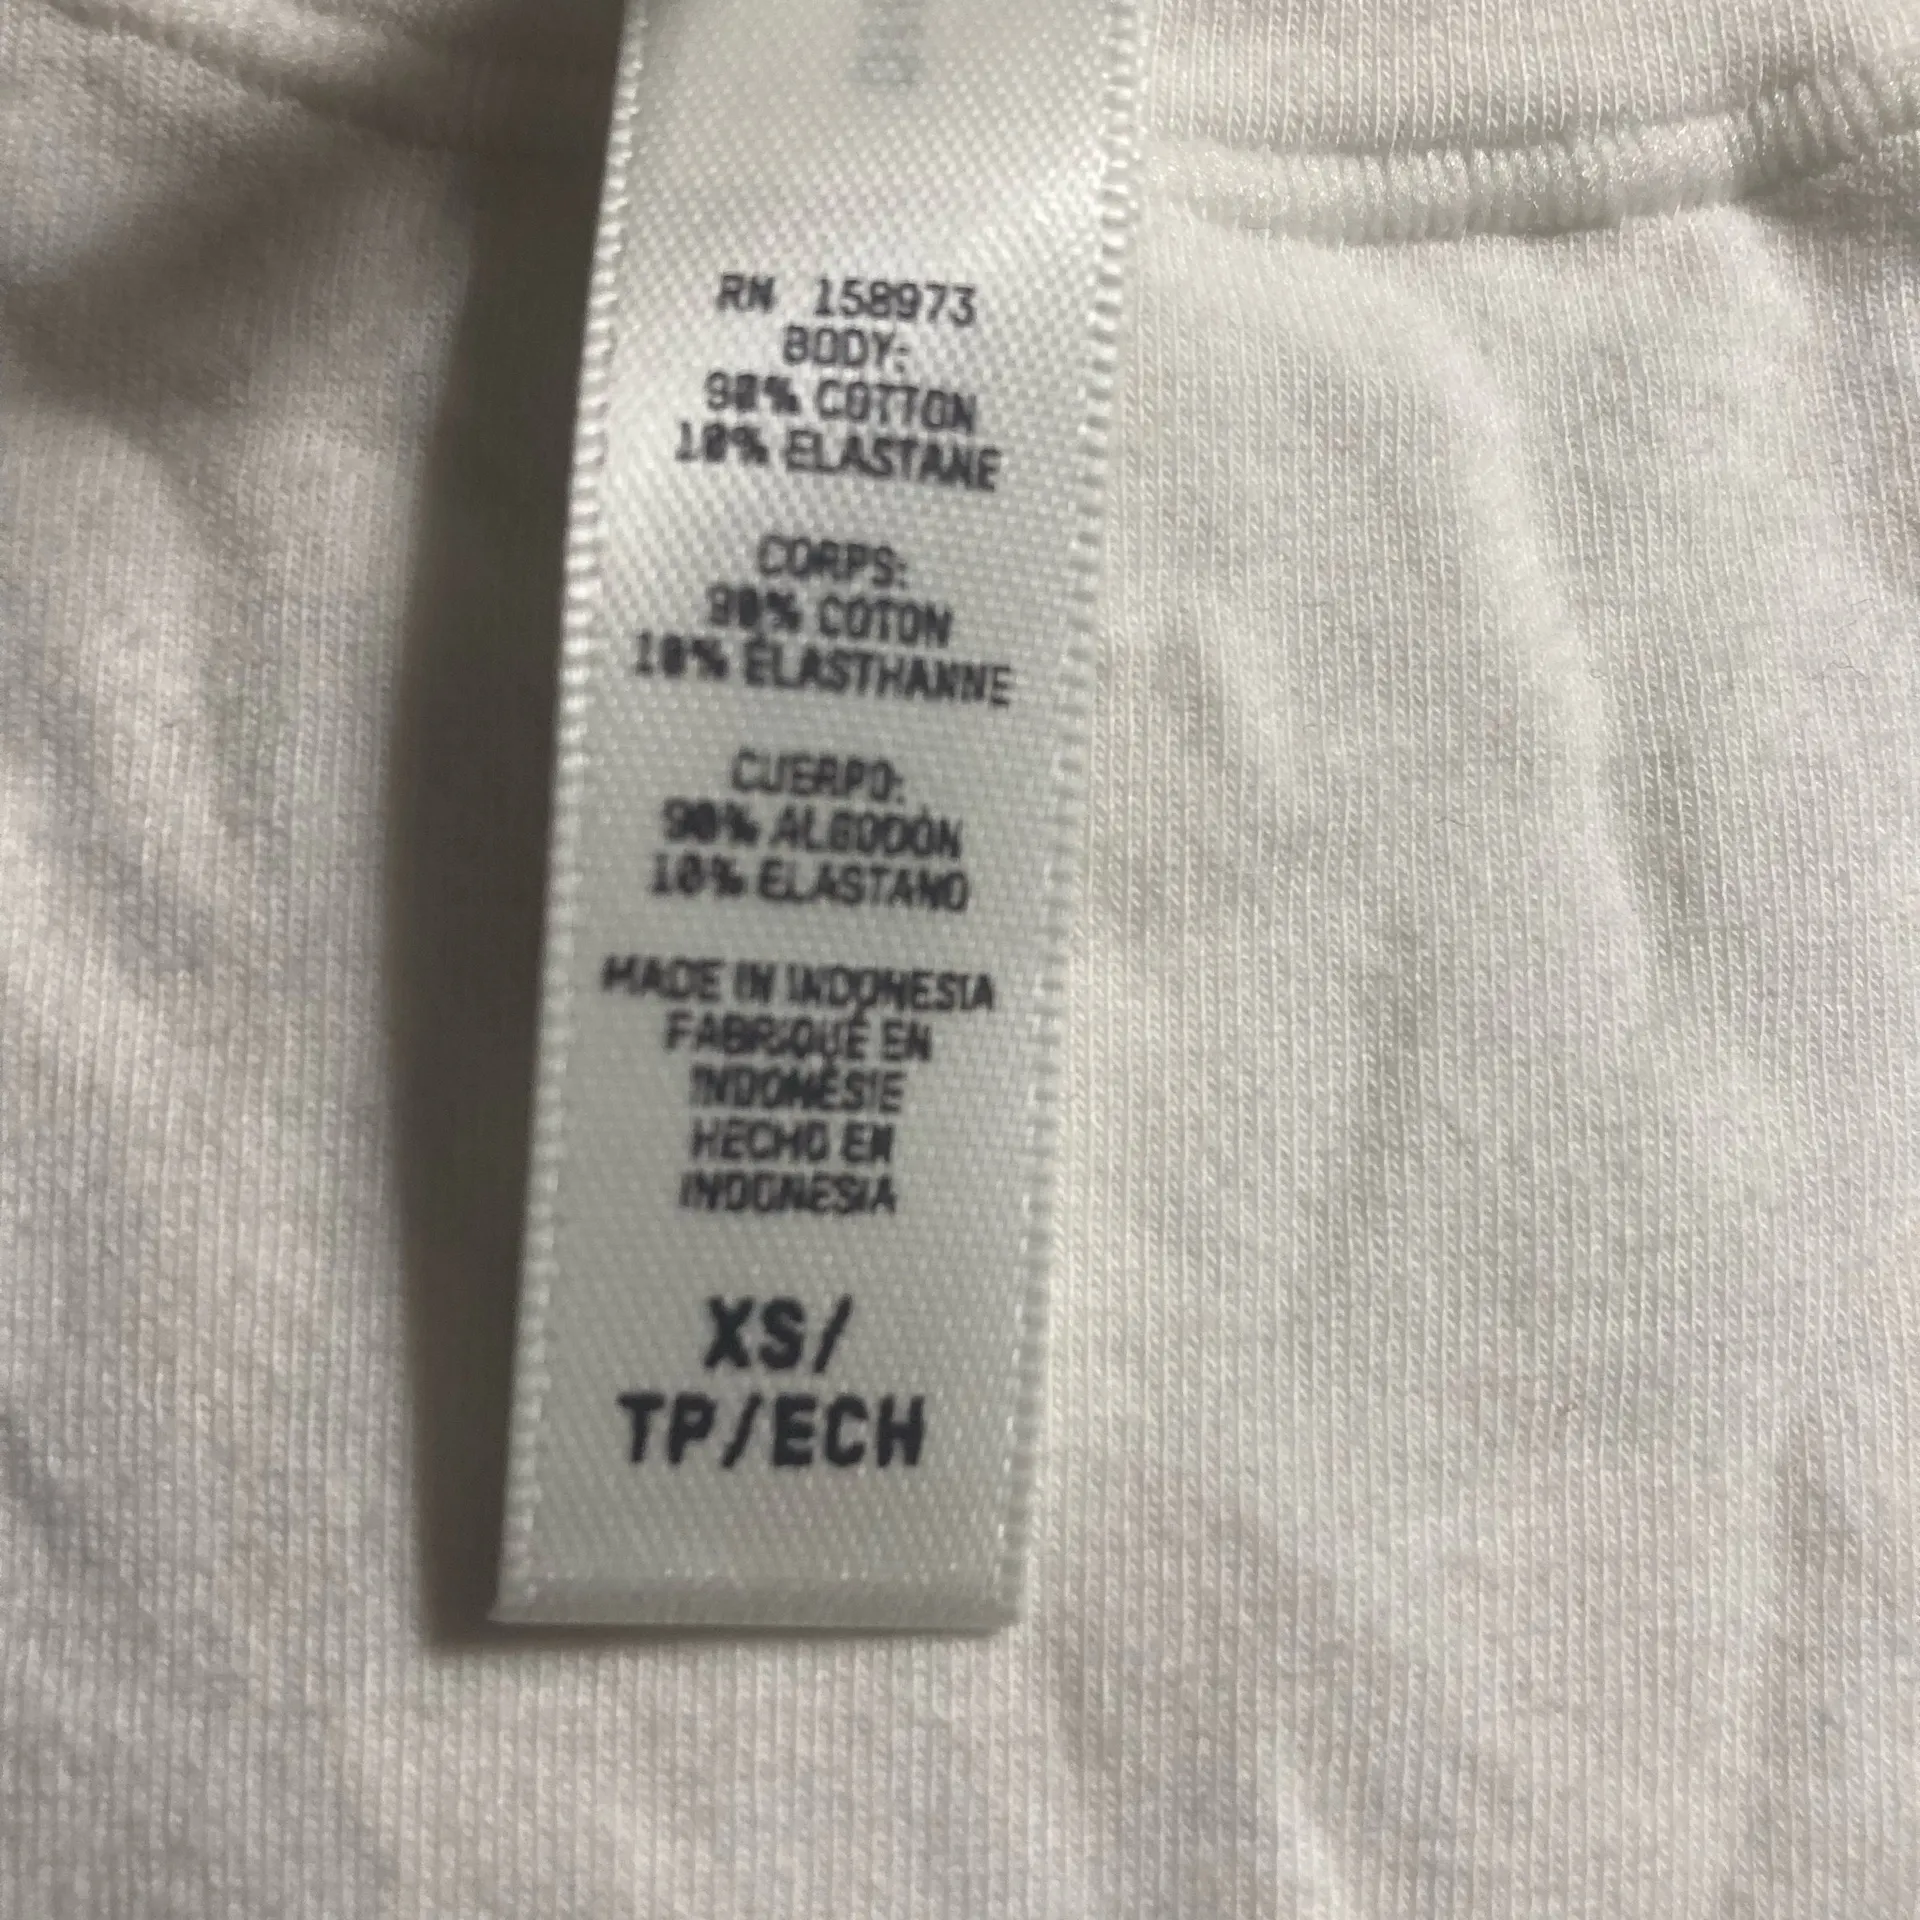 RN 158973
BODY:
90% COTTON
10% ELASTANE
CORPS:
90% COTON
10% ÉLASTHANNE
CUERPO:
90% ALGODÓN
10% ELASTANO
MADE IN INDONESIA
FABRIQUÉ EN
INDONÉSIE
HECHO EN
INDONESIA
XS/
TP/ECH